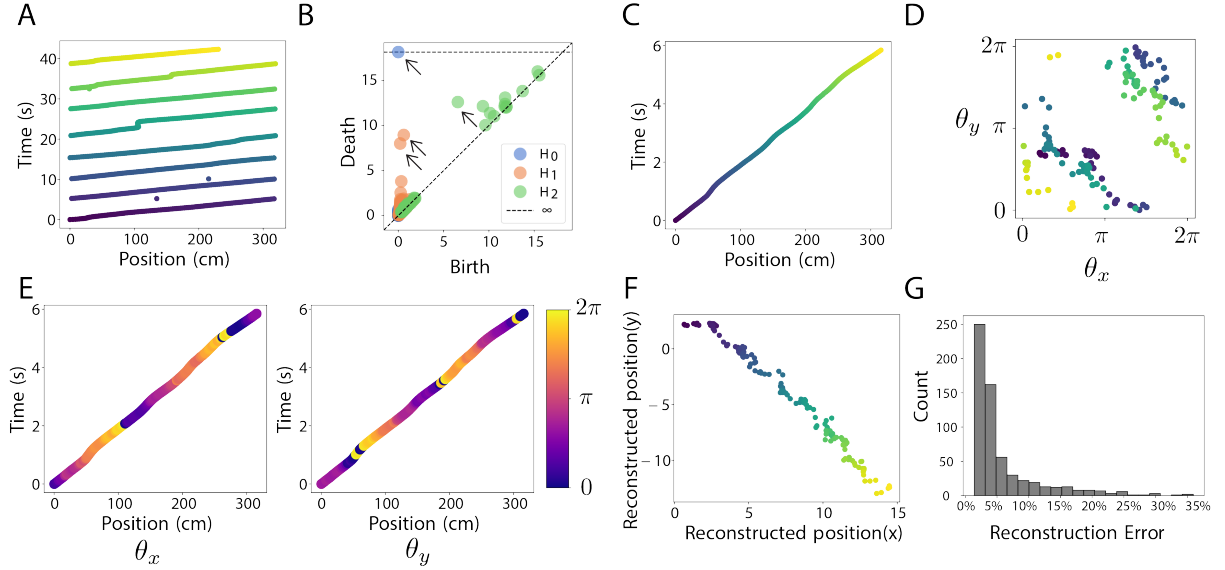 A
Time (s)
40
30
20
10
0
0
100
200
300
Position (cm)
B
Death
15
10
5
0
0
5
10
15
Birth
H0
H1
H2
∞
C
Time (s)
6
4
2
0
0
100
200
300
Position (cm)
D
θy
2π
π
0
0
π
2π
θx
E
Time (s)
6
4
2
0
0
100
200
300
Position (cm)
θx
Time (s)
6
4
2
0
0
100
200
300
Position (cm)
θy
2π
π
0
F
Reconstructed position(y)
0
−5
−10
0
5
10
15
Reconstructed position(x)
G
Count
250
200
150
100
50
0
0%
5%
10%
15%
20%
25%
30%
35%
Reconstruction Error